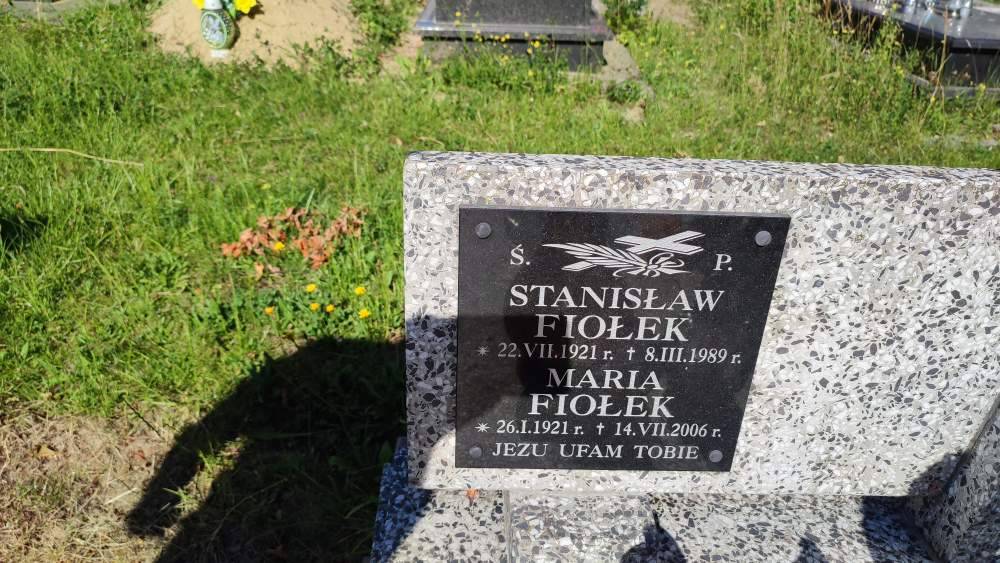 Ś. P.
STANISŁAW
FIOŁEK
* 22.VII.1921 r. † 8.III.1989 r.
MARIA
FIOŁEK
* 26.I.1921 r. † 14.VII.2006 r.
JEZU UFAM TOBIE